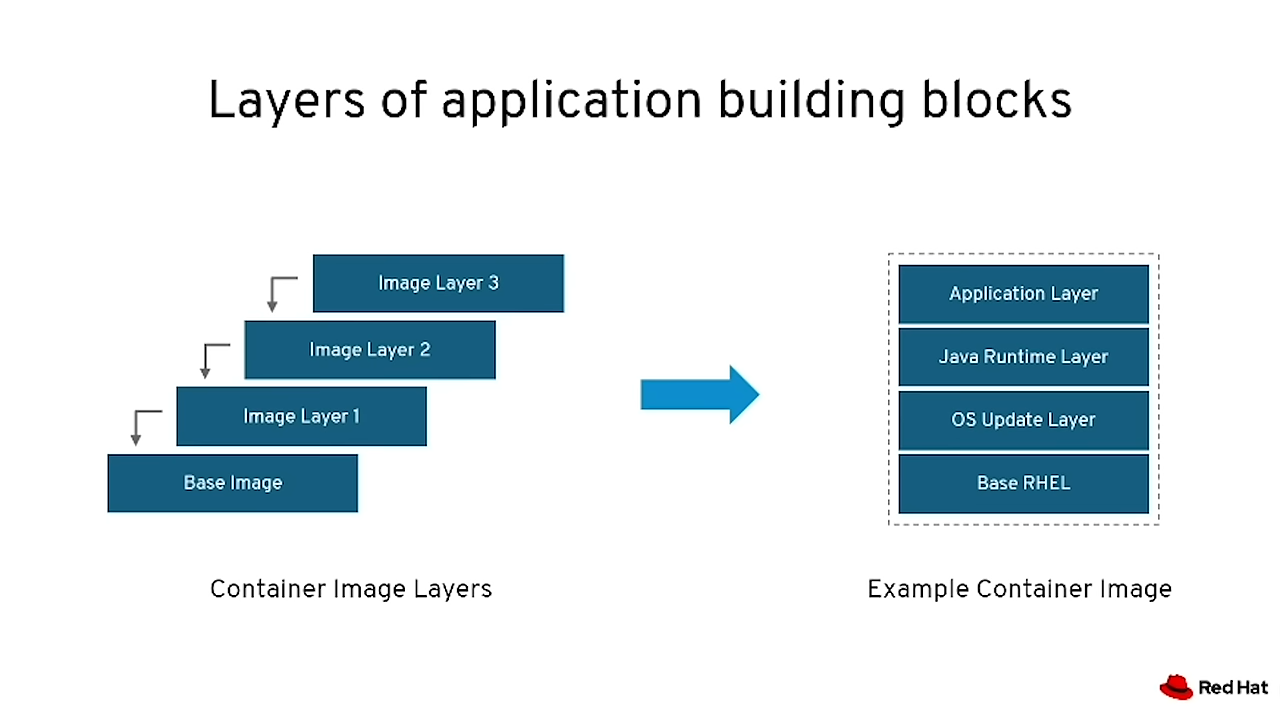 Layers of application building blocks
Image Layer 3
Image Layer 2
Image Layer 1
Base Image
Container Image Layers
Application Layer
Java Runtime Layer
OS Update Layer
Base RHEL
Example Container Image
Red Hat